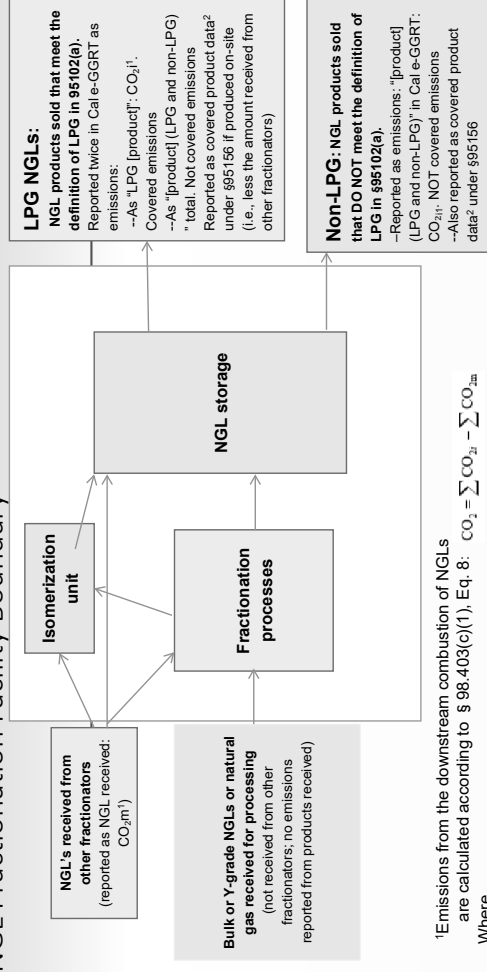 NGL Fractionation Facility Boundary
NGL's received from
other fractionators
(reported as NGL received:
CO₂m¹)
Bulk or Y-grade NGLs or natural
gas received for processing
(not received from other
fractionators; no emissions
reported from products received)
Isomerization
unit
Fractionation
processes
NGL storage
LPG NGLs:
NGL products sold that meet the
definition of LPG in 95102(a).
Reported twice in Cal e-GGRT as
emissions:
--As “LPG [product]”: CO₂i¹.
Covered emissions
--As “[product] (LPG and non-LPG)
” total. Not covered emissions
Reported as covered product data²
under §95156 if produced on-site
(i.e., less the amount received from
other fractionators)
Non-LPG: NGL products sold
that DO NOT meet the definition of
LPG in §95102(a).
–Reported as emissions: “[product]
(LPG and non-LPG)” in Cal e-GGRT:
CO₂i1. NOT covered emissions
--Also reported as covered product
data² under §95156
¹Emissions from the downstream combustion of NGLs
are calculated according to § 98.403(c)(1), Eq. 8: CO₂ = ∑ CO₂i − ∑ CO₂m
Where